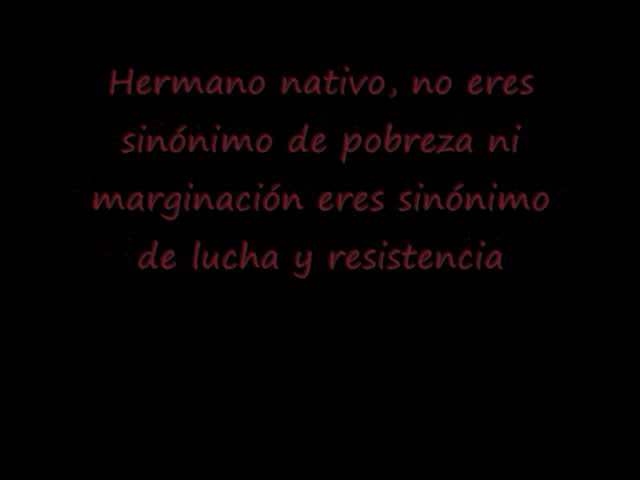 Hermano nativo, no eres
sinónimo de pobreza ni
marginación eres sinónimo
de lucha y resistencia